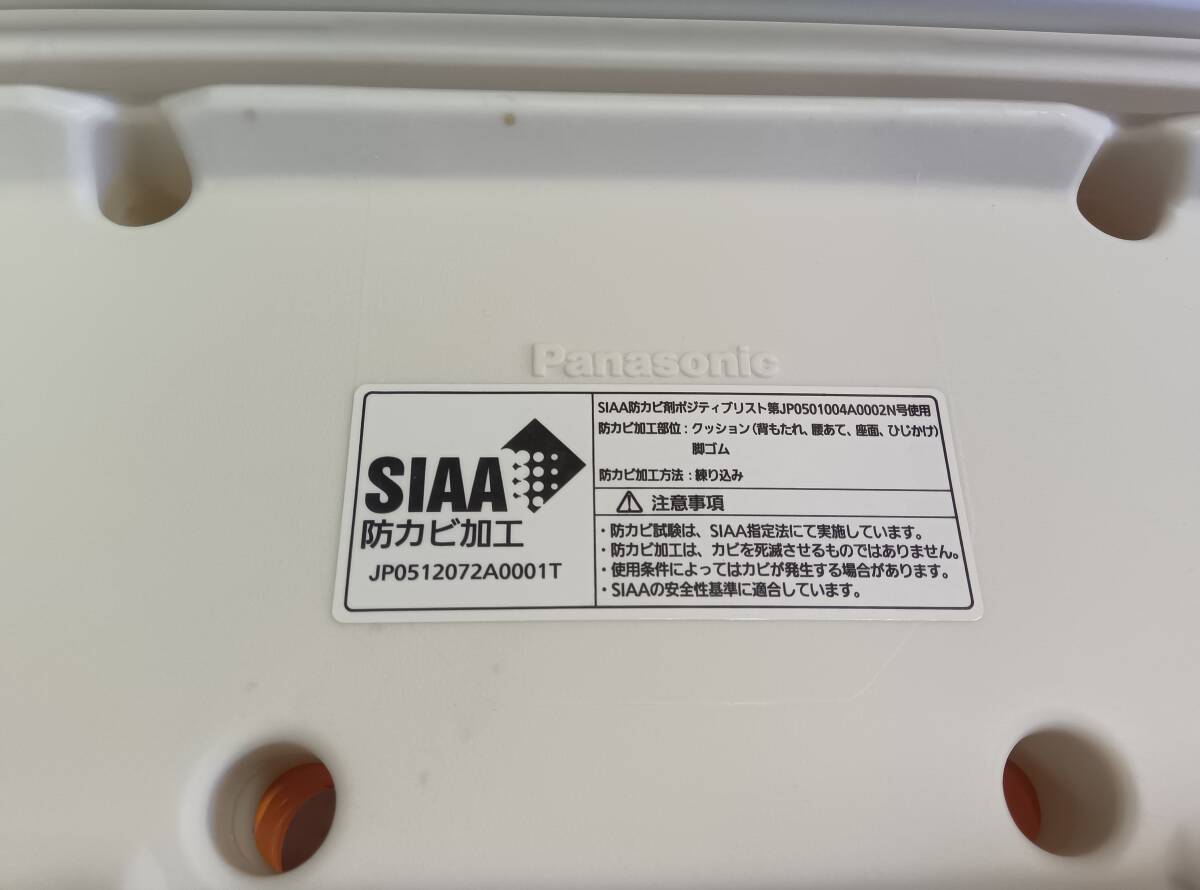 Panasonic
SIAA
防カビ加工
JP0512072A0001T
SIAA防カビ剤ポジティブリスト第JP0501004A0002N号使用
防カビ加工部位：クッション（背もたれ、腰あて、座面、ひじかけ）
脚ゴム
防カビ加工方法：練り込み
注意事項
・防カビ試験は、SIAA指定法にて実施しています。
・防カビ加工は、カビを死滅させるものではありません。
・使用条件によってはカビが発生する場合があります。
・SIAAの安全性基準に適合しています。